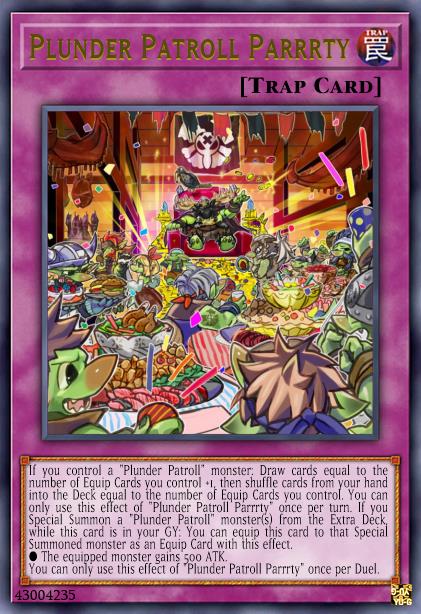 PLUNDER PATROLL PARRRTY
TRAP
罠
[TRAP CARD]
If you control a "Plunder Patroll" monster: Draw cards equal to the
number of Equip Cards you control +1, then shuffle cards from your hand
into the Deck equal to the number of Equip Cards you control. You can
only use this effect of "Plunder Patroll Parrrty" once per turn. If you
Special Summon a "Plunder Patroll" monster(s) from the Extra Deck,
while this card is in your GY: You can equip this card to that Special
Summoned monster as an Equip Card with this effect.
● The equipped monster gains 500 ATK.
You can only use this effect of "Plunder Patroll Parrrty" once per Duel.
43004235